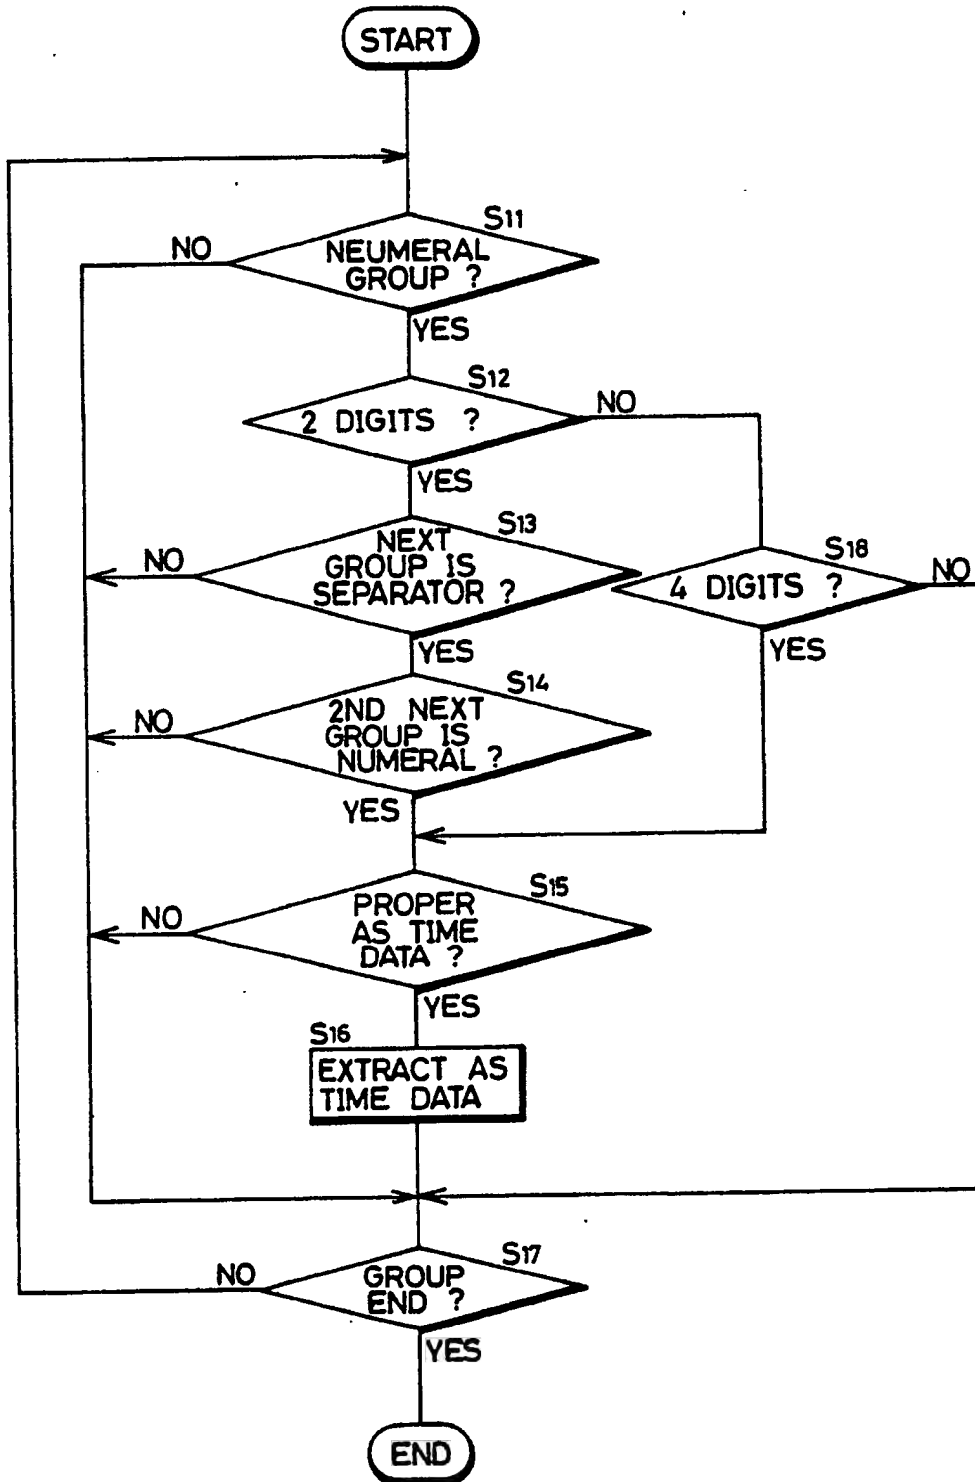 START
S11
NO
NEUMERAL
GROUP ?
YES
S12
2 DIGITS ?
NO
YES
S13
NO
NEXT
GROUP IS
SEPARATOR ?
YES
S18
4 DIGITS ?
NO
YES
S14
NO
2ND NEXT
GROUP IS
NUMERAL ?
YES
S15
NO
PROPER
AS TIME
DATA ?
YES
S16
EXTRACT AS
TIME DATA
S17
NO
GROUP
END ?
YES
END